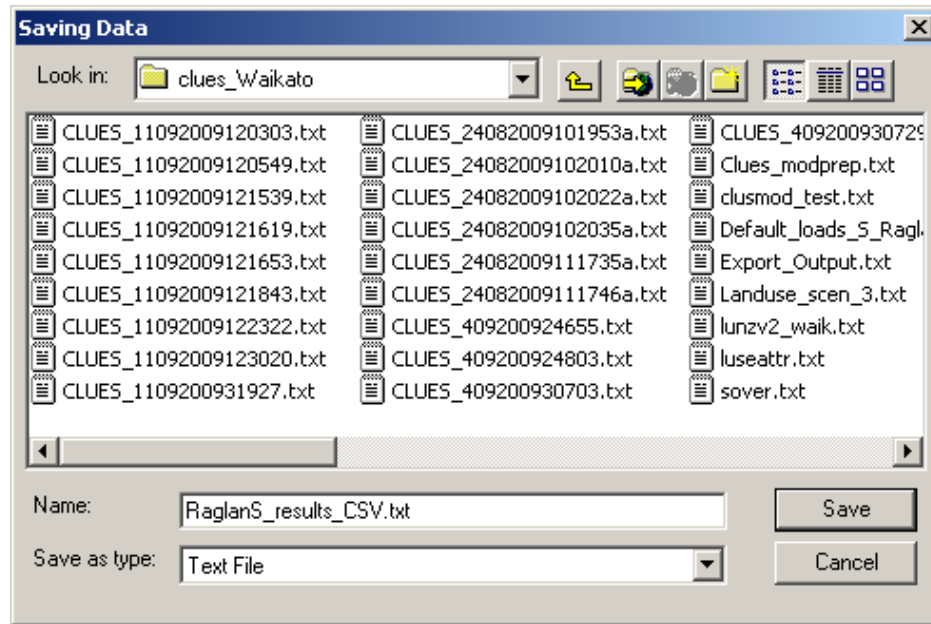 Saving Data
Look in: clues_Waikato
CLUES_11092009120303.txt
CLUES_11092009120549.txt
CLUES_11092009121539.txt
CLUES_11092009121619.txt
CLUES_11092009121653.txt
CLUES_11092009121843.txt
CLUES_11092009122322.txt
CLUES_11092009123020.txt
CLUES_1109200931927.txt
CLUES_24082009101953a.txt
CLUES_24082009102010a.txt
CLUES_24082009102022a.txt
CLUES_24082009102035a.txt
CLUES_24082009111735a.txt
CLUES_24082009111746a.txt
CLUES_409200924655.txt
CLUES_409200924803.txt
CLUES_409200930703.txt
CLUES_409200930729
Clues_modprep.txt
clusmod_test.txt
Default_loads_S_Ragl
Export_Output.txt
Landuse_scen_3.txt
lunzv2_waik.txt
luseattr.txt
sover.txt
Name: RaglanS_results_CSV.txt
Save
Save as type: Text File
Cancel